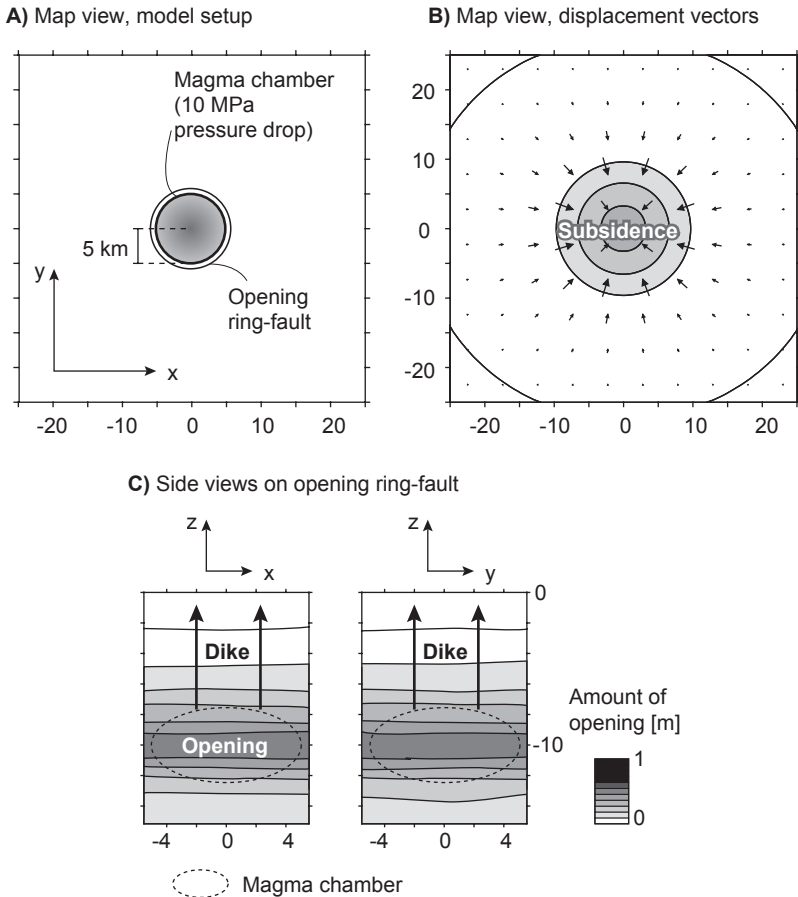 A) Map view, model setup
Magma chamber
(10 MPa
pressure drop)
5 km
y
x
Opening
ring-fault
-20 -10 0 10 20
B) Map view, displacement vectors
20
10
0
-10
-20
Subsidence
-20 -10 0 10 20
C) Side views on opening ring-fault
z
x
z
y
Dike
Opening
Dike
0
-10
-4 0 4
-4 0 4
Amount of
opening [m]
1
0
Magma chamber